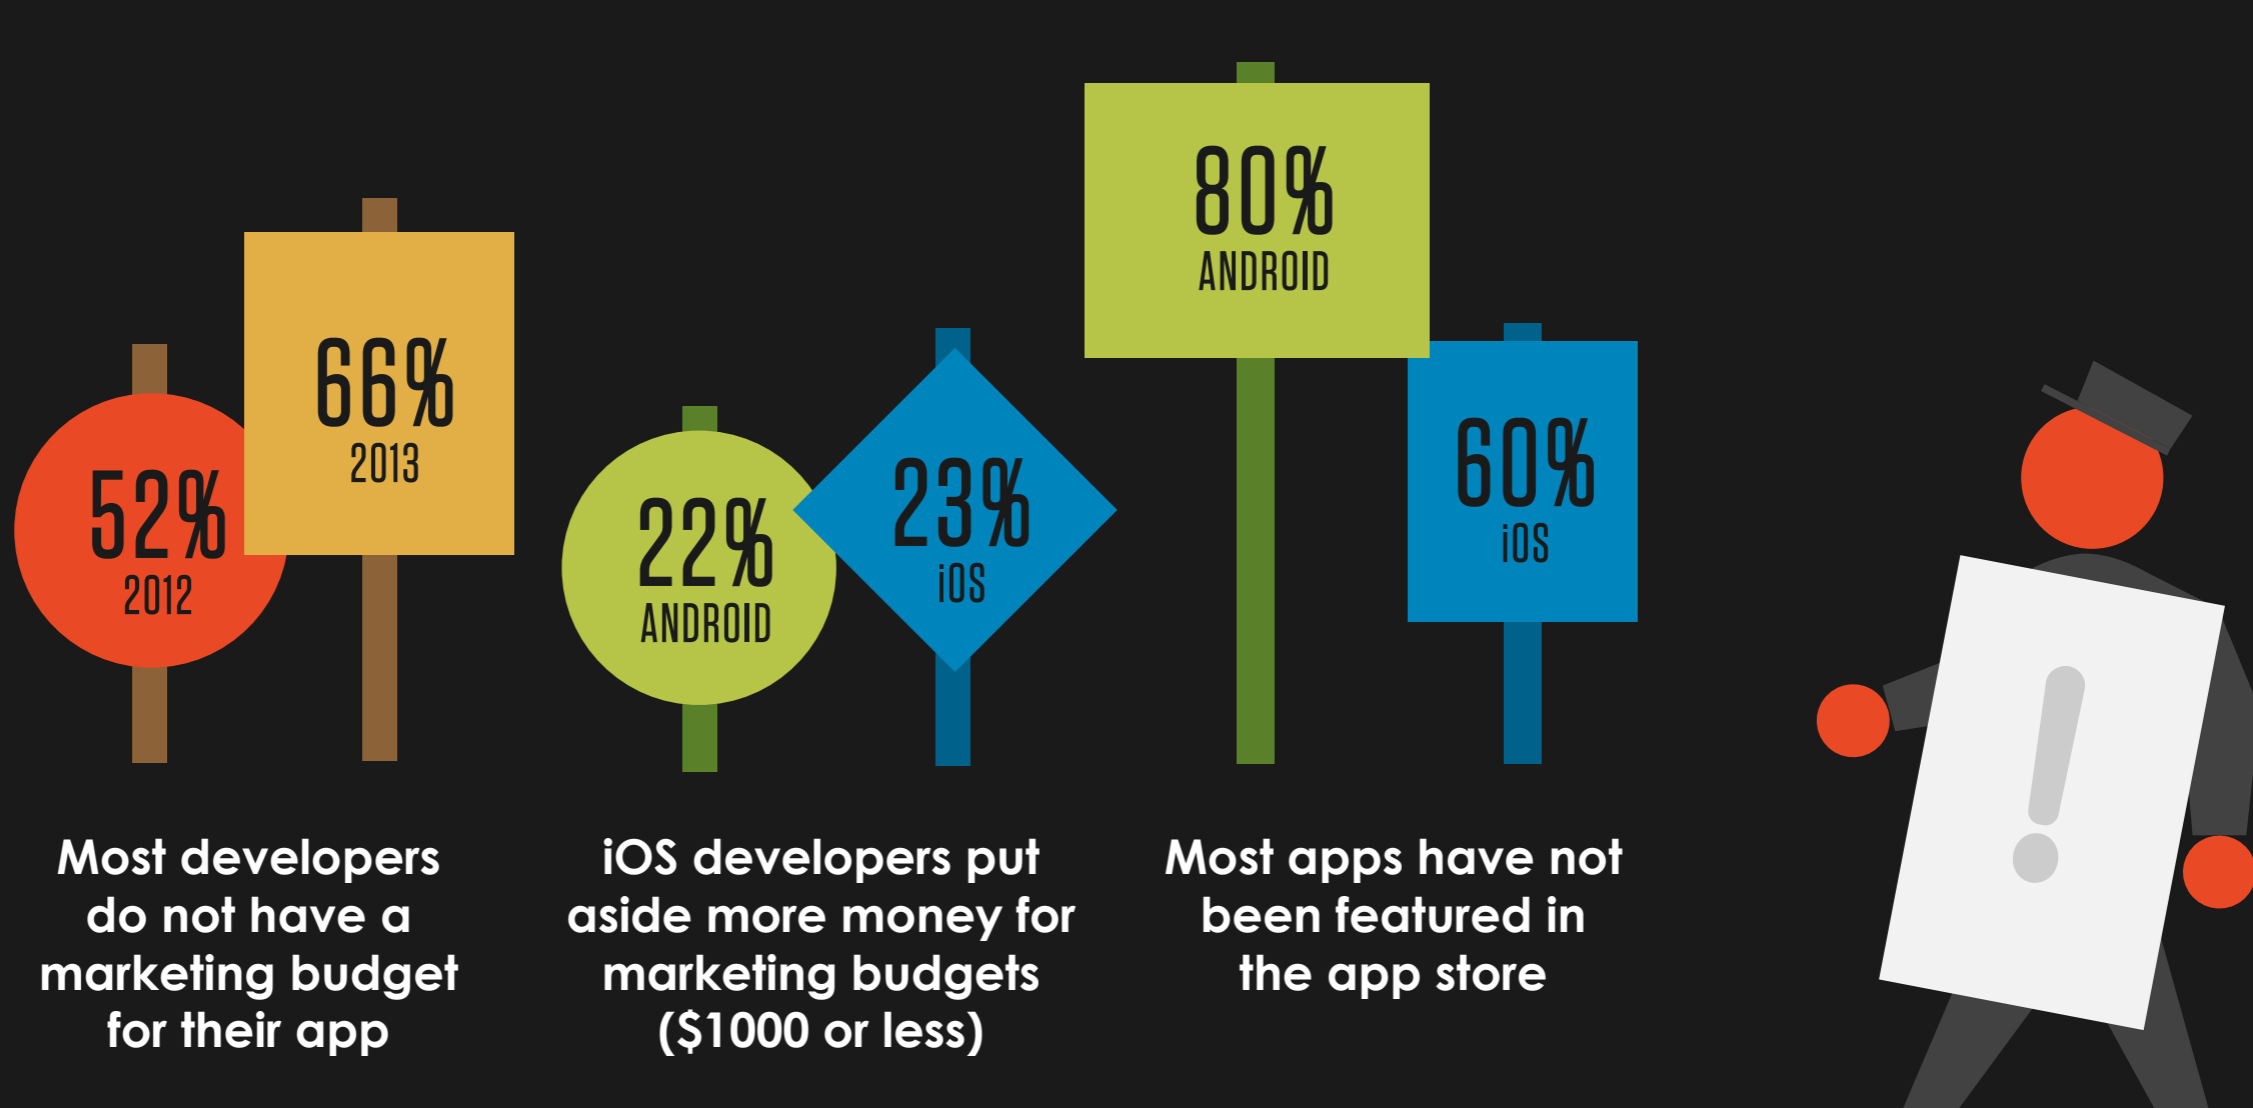 52%
2012
66%
2013
22%
ANDROID
23%
iOS
80%
ANDROID
60%
iOS
Most developers
do not have a
marketing budget
for their app
iOS developers put
aside more money for
marketing budgets
($1000 or less)
Most apps have not
been featured in
the app store
!